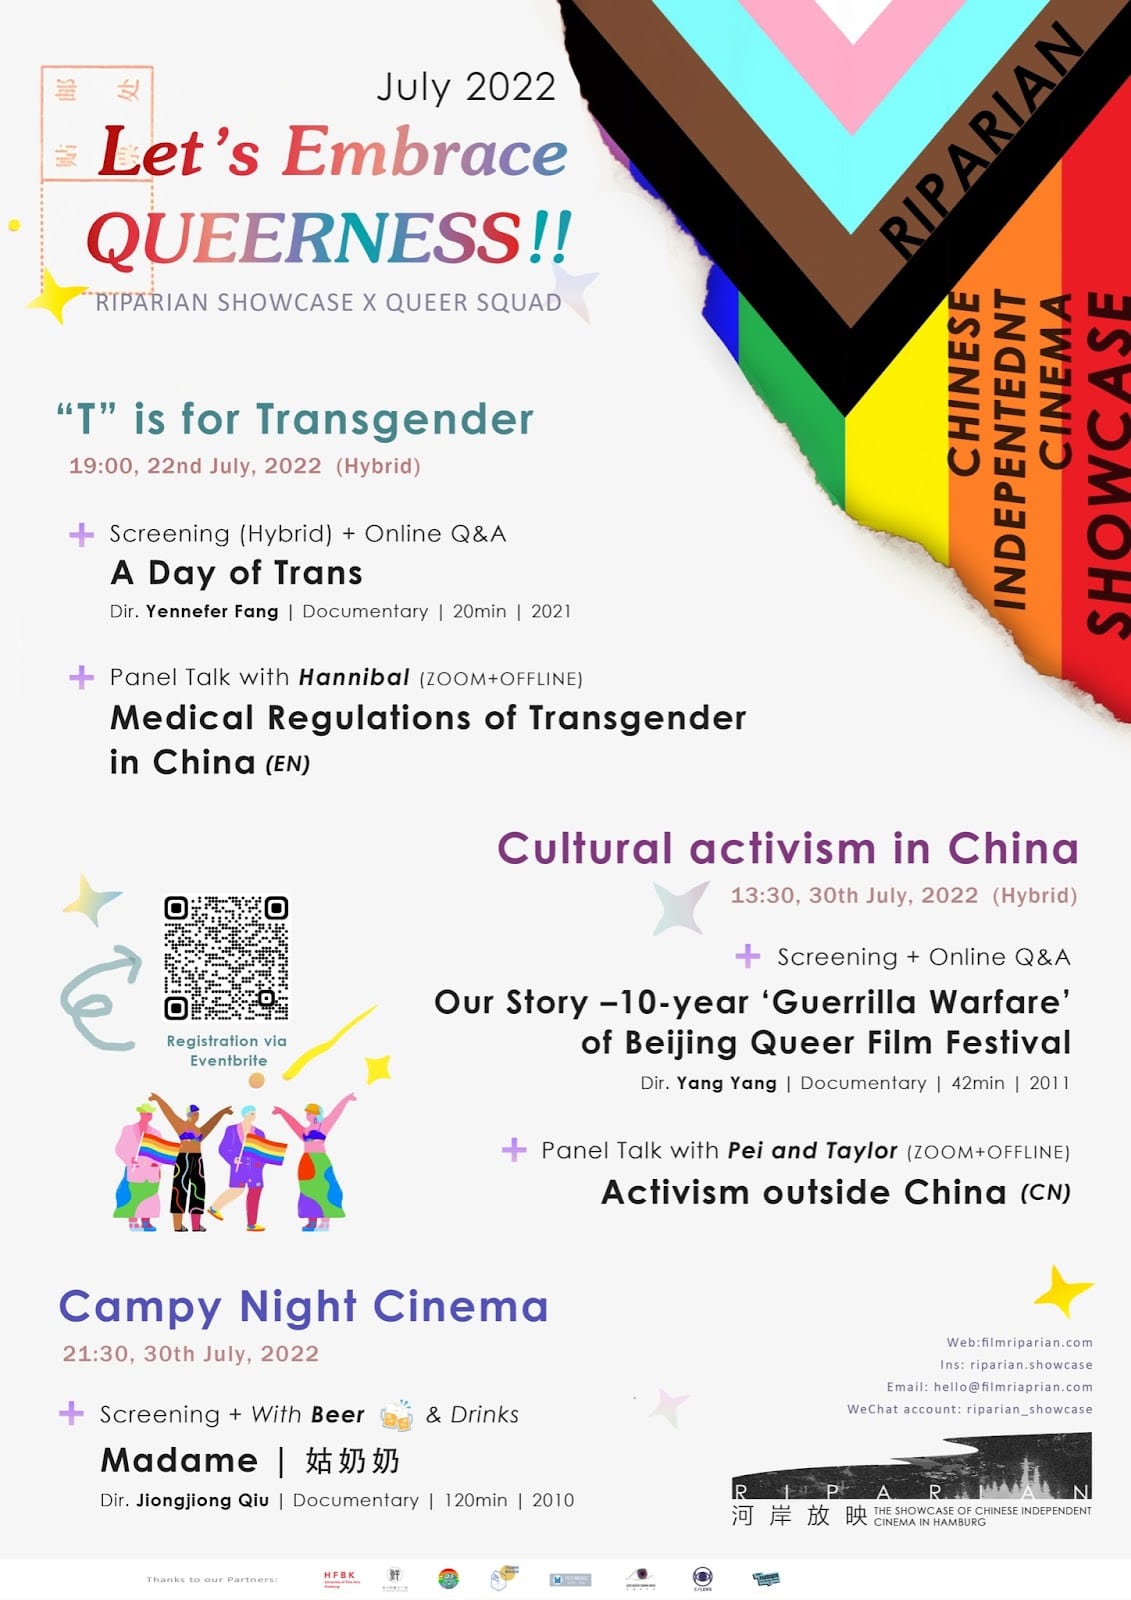 July 2022
Let's Embrace
QUEERNESS!!
RIPARIAN SHOWCASE X QUEER SQUAD
RIPARIAN
CHINESE
INDEPENTEDNT
CINEMA
SHOWCASE
“T” is for Transgender
19:00, 22nd July, 2022 (Hybrid)
Screening (Hybrid) + Online Q&A
A Day of Trans
Dir. Yennefer Fang | Documentary | 20min | 2021
Panel Talk with Hannibal (ZOOM+OFFLINE)
Medical Regulations of Transgender
in China (EN)
Cultural activism in China
13:30, 30th July, 2022 (Hybrid)
Screening + Online Q&A
Our Story –10-year ‘Guerrilla Warfare’
of Beijing Queer Film Festival
Dir. Yang Yang | Documentary | 42min | 2011
Panel Talk with Pei and Taylor (ZOOM+OFFLINE)
Activism outside China (CN)
Registration via
Eventbrite
Campy Night Cinema
21:30, 30th July, 2022
Screening + With Beer 🍻 & Drinks
Madame | 姑奶奶
Dir. Jiongjiong Qiu | Documentary | 120min | 2010
Web:filmriparian.com
Ins: riparian.showcase
Email: hello@filmriaprian.com
WeChat account: riparian_showcase
RIPARIAN
河岸放映 THE SHOWCASE OF CHINESE INDEPENDENT
CINEMA IN HAMBURG
Thanks to our Partners:
HFBK